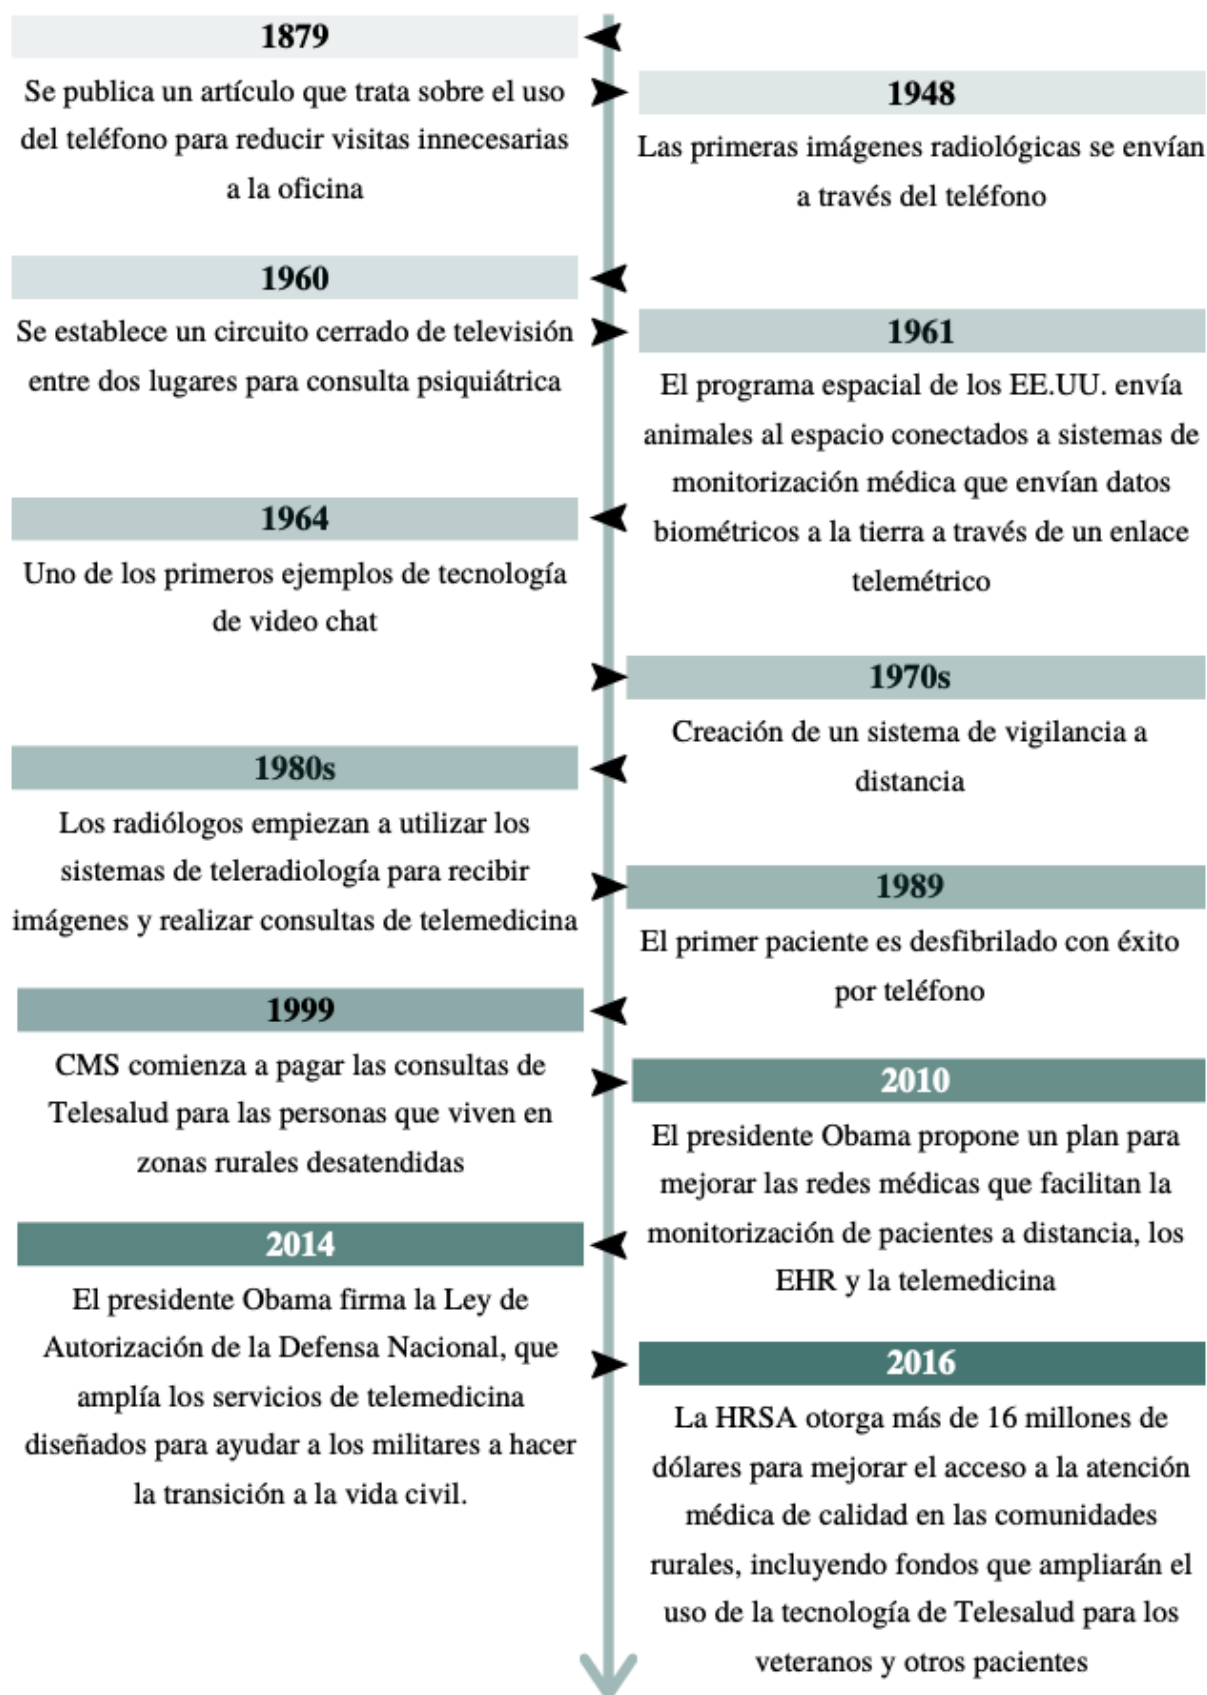 1879
Se publica un artículo que trata sobre el uso
del teléfono para reducir visitas innecesarias
a la oficina
1948
Las primeras imágenes radiológicas se envían
a través del teléfono
1960
Se establece un circuito cerrado de televisión
entre dos lugares para consulta psiquiátrica
1961
El programa espacial de los EE.UU. envía
animales al espacio conectados a sistemas de
monitorización médica que envían datos
biométricos a la tierra a través de un enlace
telemétrico
1964
Uno de los primeros ejemplos de tecnología
de video chat
1970s
Creación de un sistema de vigilancia a
distancia
1980s
Los radiólogos empiezan a utilizar los
sistemas de teleradiología para recibir
imágenes y realizar consultas de telemedicina
1989
El primer paciente es desfibrilado con éxito
por teléfono
1999
CMS comienza a pagar las consultas de
Telesalud para las personas que viven en
zonas rurales desatendidas
2010
El presidente Obama propone un plan para
mejorar las redes médicas que facilitan la
monitorización de pacientes a distancia, los
EHR y la telemedicina
2014
El presidente Obama firma la Ley de
Autorización de la Defensa Nacional, que
amplía los servicios de telemedicina
diseñados para ayudar a los militares a hacer
la transición a la vida civil.
2016
La HRSA otorga más de 16 millones de
dólares para mejorar el acceso a la atención
médica de calidad en las comunidades
rurales, incluyendo fondos que ampliarán el
uso de la tecnología de Telesalud para los
veteranos y otros pacientes